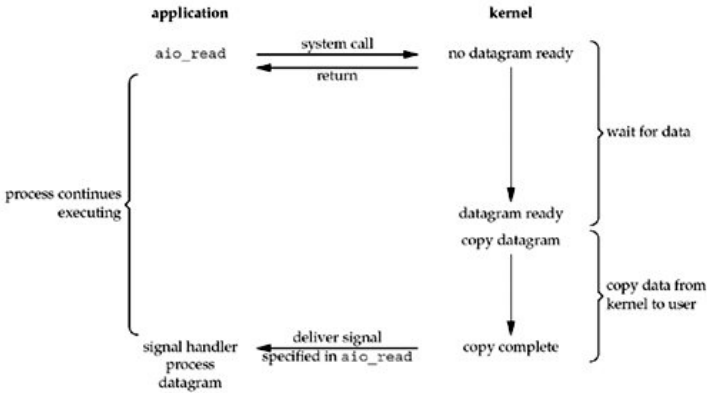 application
kernel
aio_read
system call
no datagram ready
return
wait for data
process continues
executing
datagram ready
copy datagram
copy data from
kernel to user
signal handler
process
datagram
deliver signal
specified in aio_read
copy complete